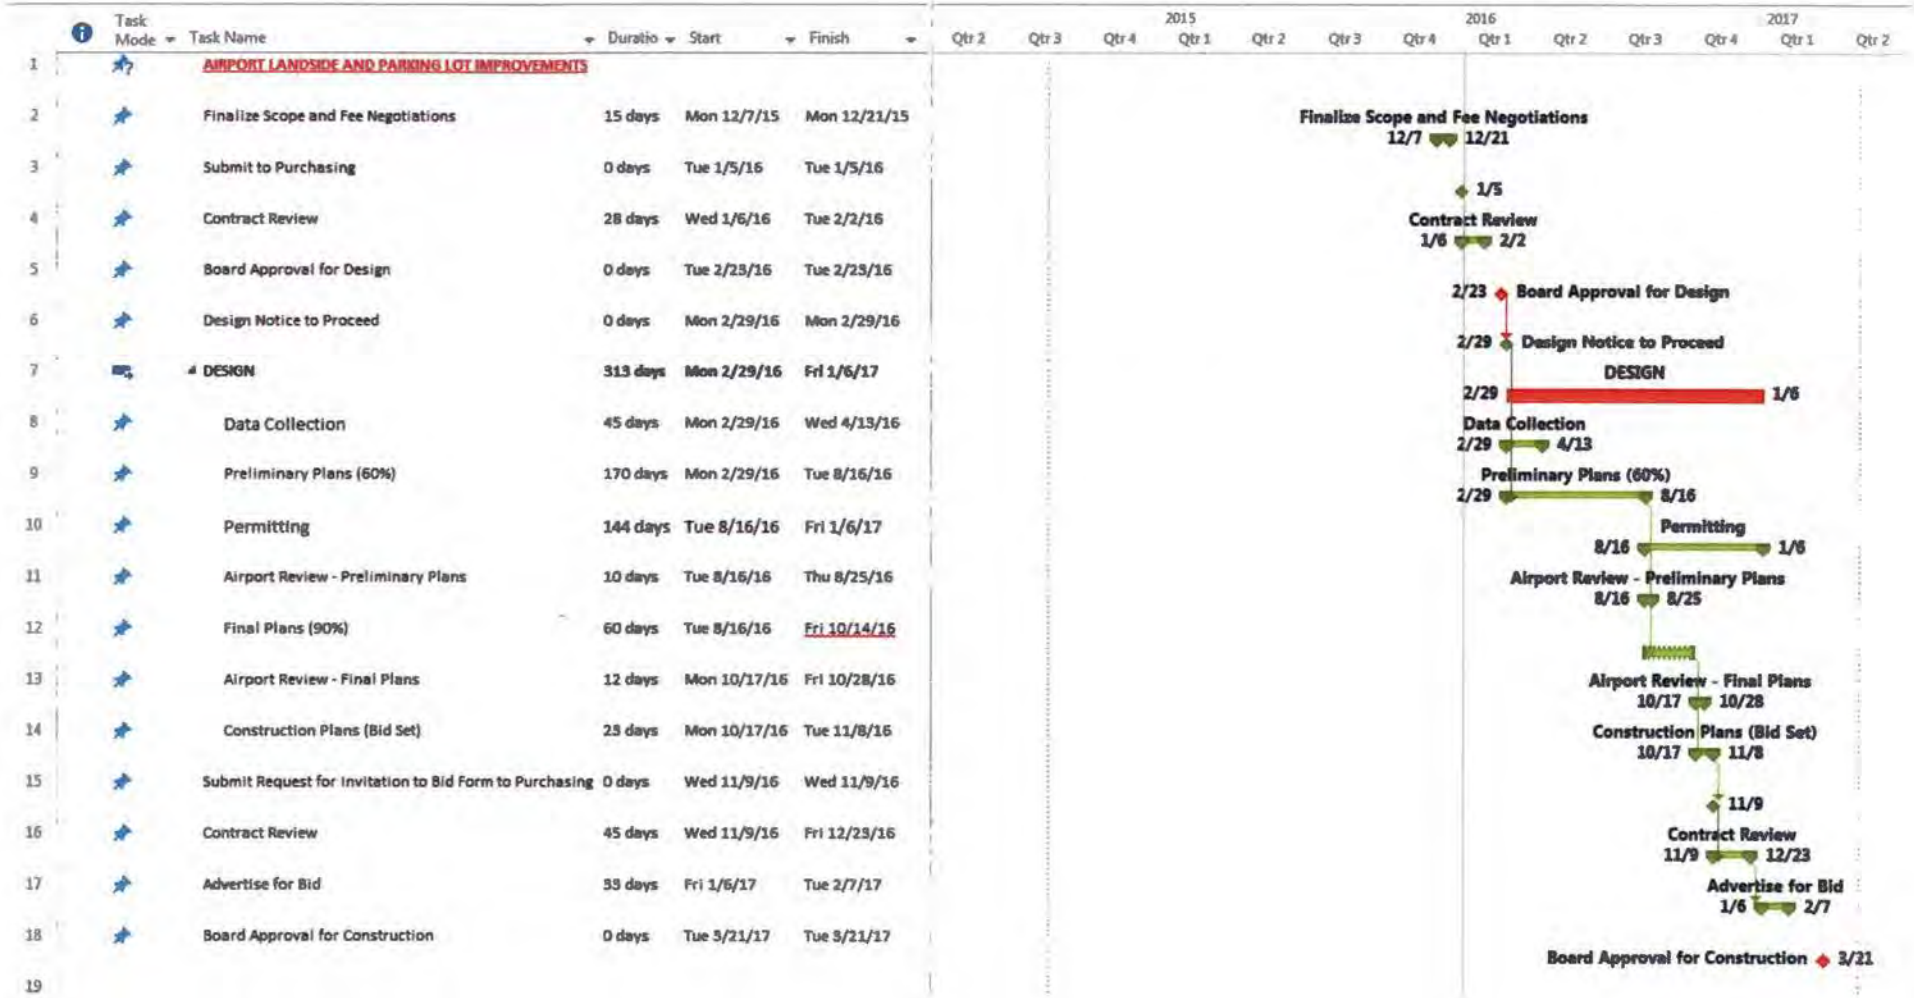 2015 2016 2017
Task Mode Task Name Duratio Start Finish Qtr 2 Qtr 3 Qtr 4 Qtr 1 Qtr 2 Qtr 3 Qtr 4 Qtr 1 Qtr 2 Qtr 3 Qtr 4 Qtr 1 Qtr 2
1 AIRPORT LANDSIDE AND PARKING LOT IMPROVEMENTS
2 Finalize Scope and Fee Negotiations 15 days Mon 12/7/15 Mon 12/21/15
Finalize Scope and Fee Negotiations
12/7 12/21
3 Submit to Purchasing 0 days Tue 1/5/16 Tue 1/5/16
1/5
4 Contract Review 28 days Wed 1/6/16 Tue 2/2/16
Contract Review
1/6 2/2
5 Board Approval for Design 0 days Tue 2/23/16 Tue 2/23/16
2/23 Board Approval for Design
6 Design Notice to Proceed 0 days Mon 2/29/16 Mon 2/29/16
2/29 Design Notice to Proceed
7 DESIGN 313 days Mon 2/29/16 Fri 1/6/17
DESIGN
2/29 1/6
8 Data Collection 45 days Mon 2/29/16 Wed 4/13/16
Data Collection
2/29 4/13
9 Preliminary Plans (60%) 170 days Mon 2/29/16 Tue 8/16/16
Preliminary Plans (60%)
2/29 8/16
10 Permitting 144 days Tue 8/16/16 Fri 1/6/17
Permitting
8/16 1/6
11 Airport Review - Preliminary Plans 10 days Tue 8/16/16 Thu 8/25/16
Airport Review - Preliminary Plans
8/16 8/25
12 Final Plans (90%) 60 days Tue 8/16/16 Fri 10/14/16
13 Airport Review - Final Plans 12 days Mon 10/17/16 Fri 10/28/16
Airport Review - Final Plans
10/17 10/28
14 Construction Plans (Bid Set) 23 days Mon 10/17/16 Tue 11/8/16
Construction Plans (Bid Set)
10/17 11/8
15 Submit Request for Invitation to Bid Form to Purchasing 0 days Wed 11/9/16 Wed 11/9/16
11/9
16 Contract Review 45 days Wed 11/9/16 Fri 12/23/16
Contract Review
11/9 12/23
17 Advertise for Bid 33 days Fri 1/6/17 Tue 2/7/17
Advertise for Bid
1/6 2/7
18 Board Approval for Construction 0 days Tue 3/21/17 Tue 3/21/17
Board Approval for Construction 3/21
19